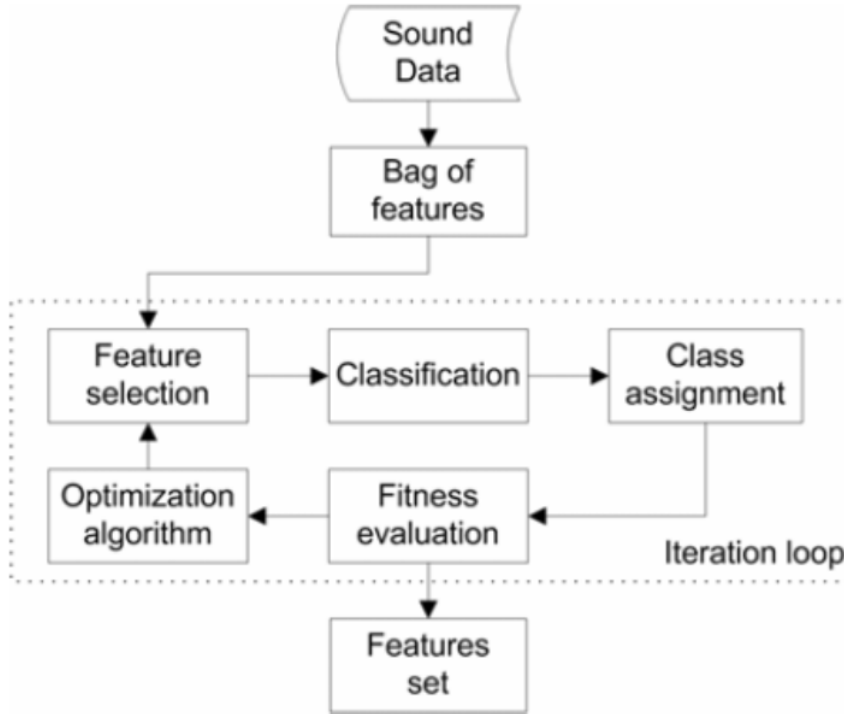 Sound
Data
Bag of
features
Feature
selection
Classification
Class
assignment
Optimization
algorithm
Fitness
evaluation
Iteration loop
Features
set